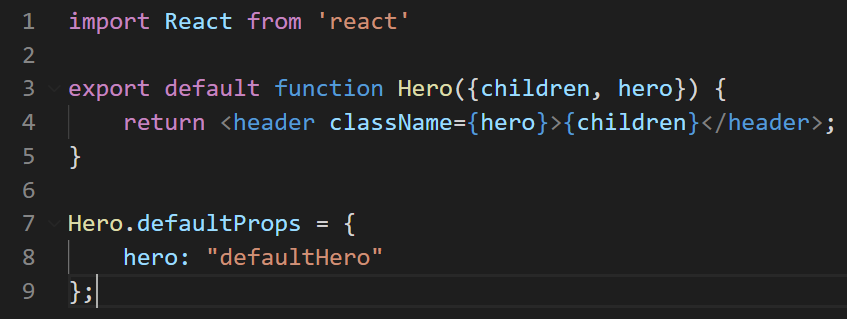 1 import React from 'react'
2
3 export default function Hero({children, hero}) {
4 return <header className={hero}>{children}</header>;
5 }
6
7 Hero.defaultProps = {
8 hero: "defaultHero"
9 };